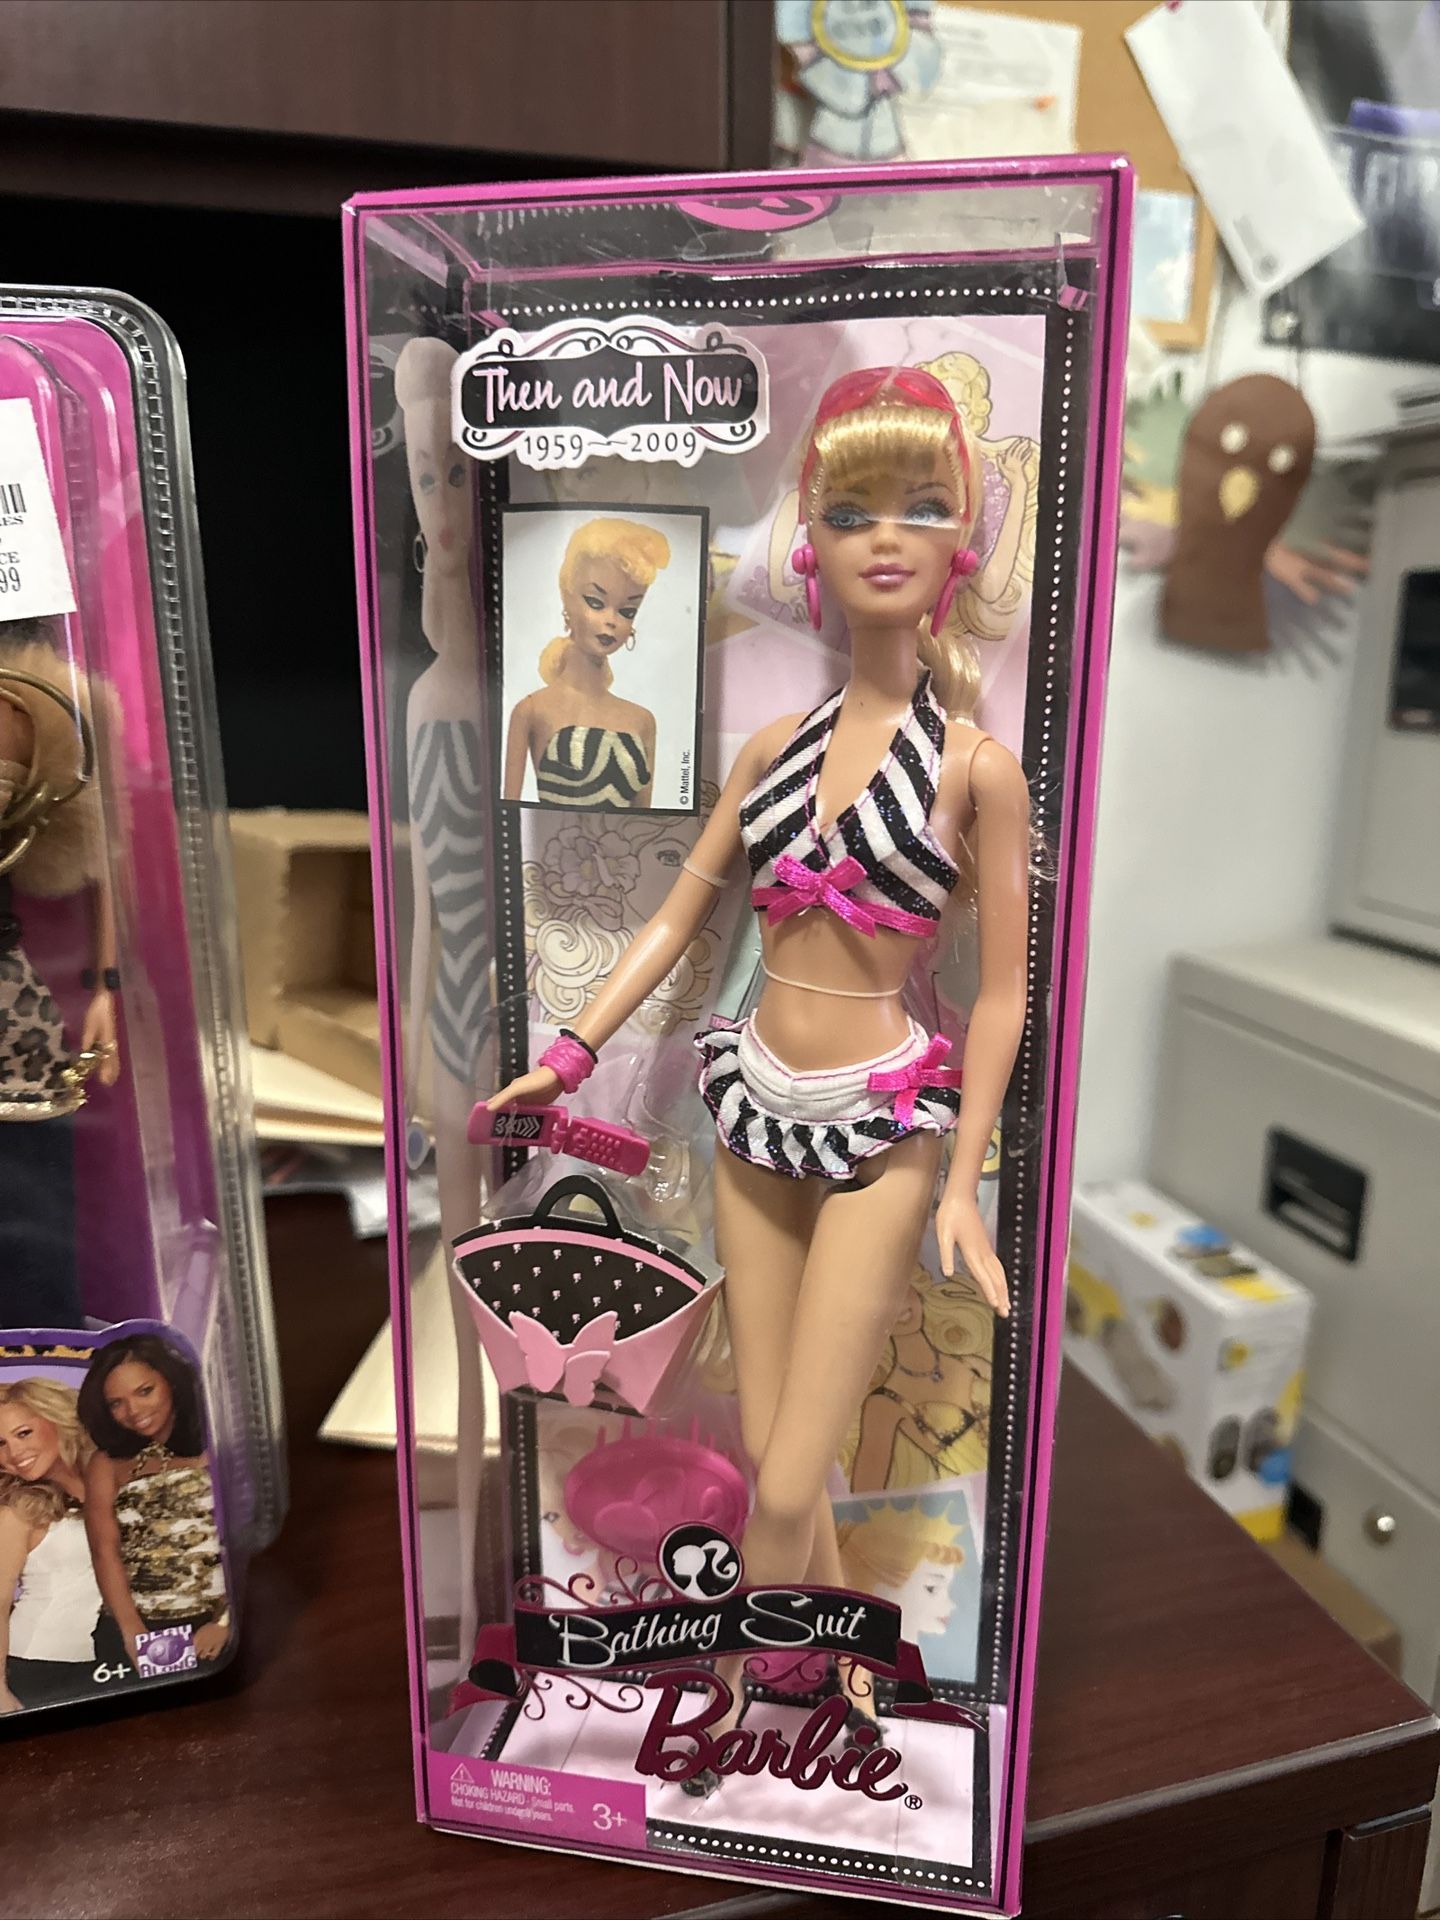 Then and Now
1959 2009
© Mattel, Inc.
Bathing Suit
Barbie®
WARNING:
CHOKING HAZARD - Small parts.
Not for children under 3 years.
3+
99
6+
PLAY
ALONG